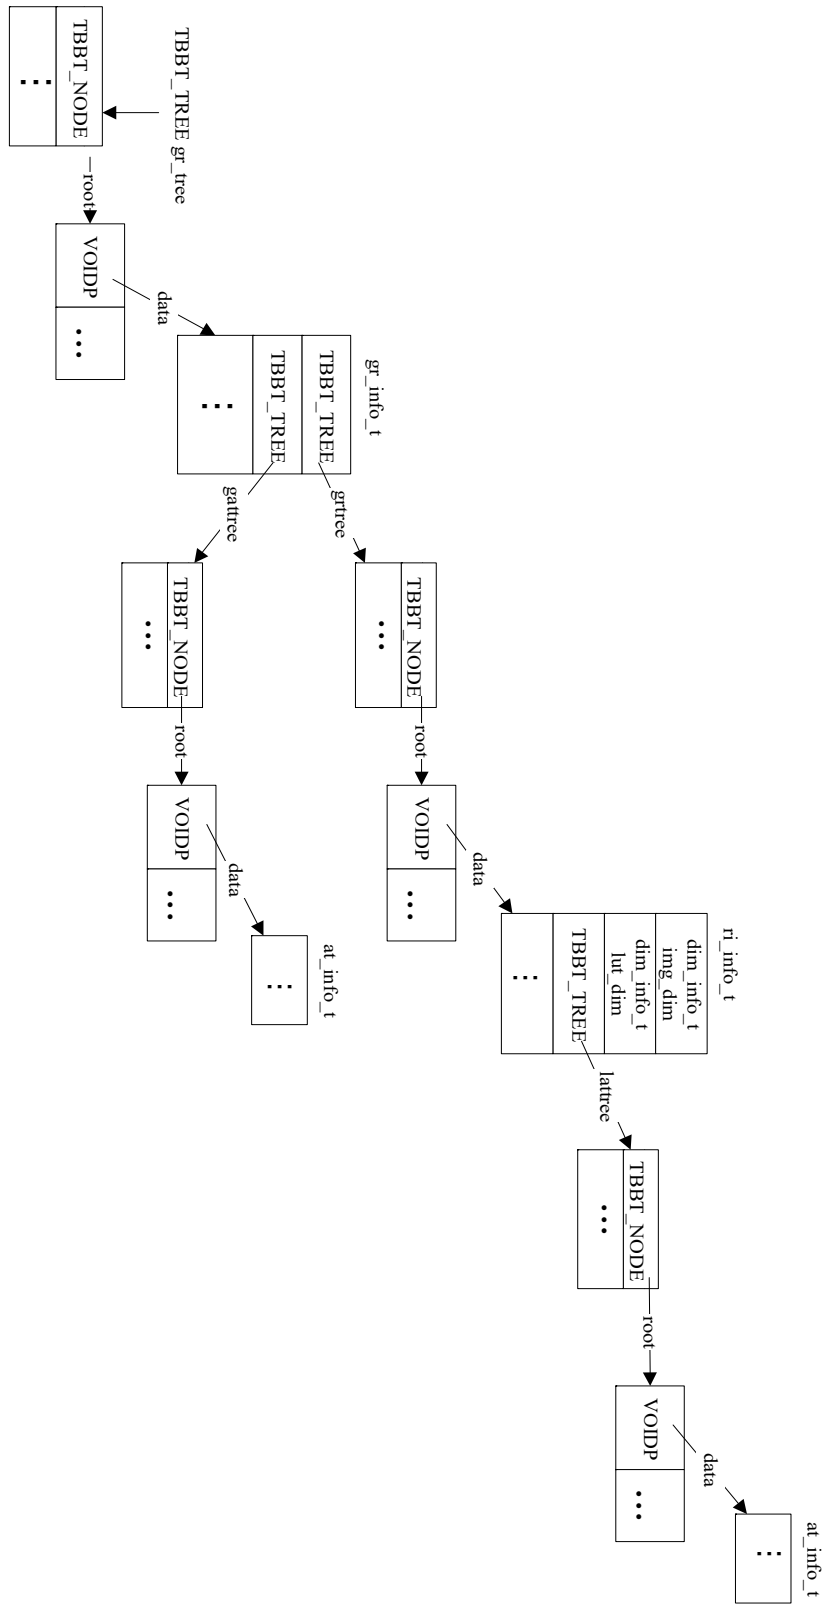 TBBT_TREE gr_tree
TBBT_NODE
...
root
VOIDP
...
data
gr_info_t
TBBT_TREE
TBBT_TREE
...
grtree
gattree
TBBT_NODE
...
root
VOIDP
...
data
ri_info_t
dim_info_t
img_dim
dim_info_t
lut_dim
TBBT_TREE
...
lattree
TBBT_NODE
...
root
VOIDP
...
data
at_info_t
...
TBBT_NODE
...
root
VOIDP
...
data
at_info_t
...